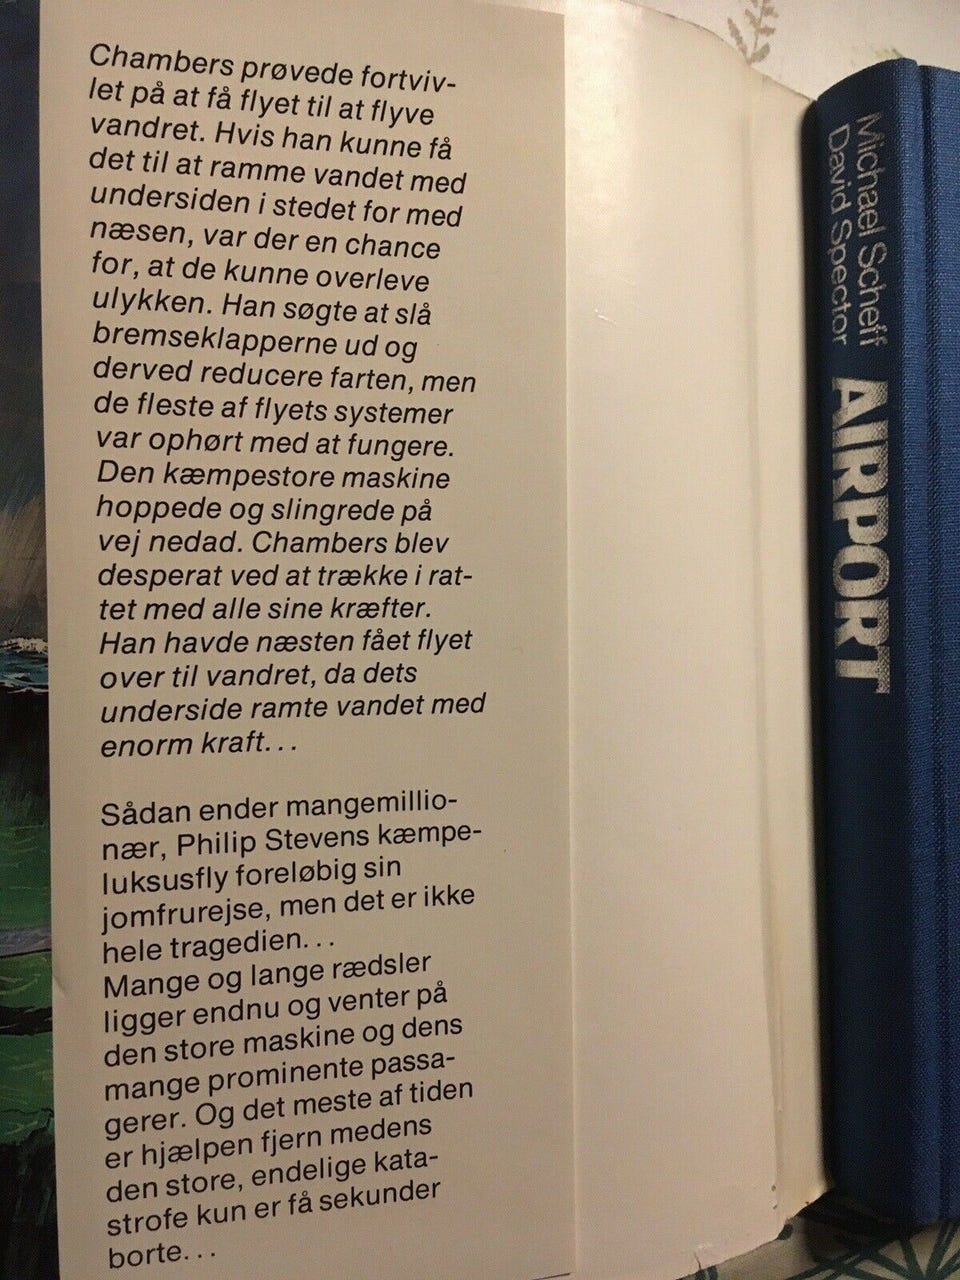 Chambers prøvede fortviv-
let på at få flyet til at flyve
vandret. Hvis han kunne få
det til at ramme vandet med
undersiden i stedet for med
næsen, var der en chance
for, at de kunne overleve
ulykken. Han søgte at slå
bremseklapperne ud og
derved reducere farten, men
de fleste af flyets systemer
var ophørt med at fungere.
Den kæmpestore maskine
hoppede og slingrede på
vej nedad. Chambers blev
desperat ved at trække i rat-
tet med alle sine kræfter.
Han havde næsten fået flyet
over til vandret, da dets
underside ramte vandet med
enorm kraft...
Sådan ender mangemillio-
nær, Philip Stevens kæmpe-
luksusfly foreløbig sin
jomfrurejse, men det er ikke
hele tragedien...
Mange og lange rædsler
ligger endnu og venter på
den store maskine og dens
mange prominente passa-
gerer. Og det meste af tiden
er hjælpen fjern medens
den store, endelige kata-
strofe kun er få sekunder
borte...
Michael Scheff
David Spector
AIRPORT